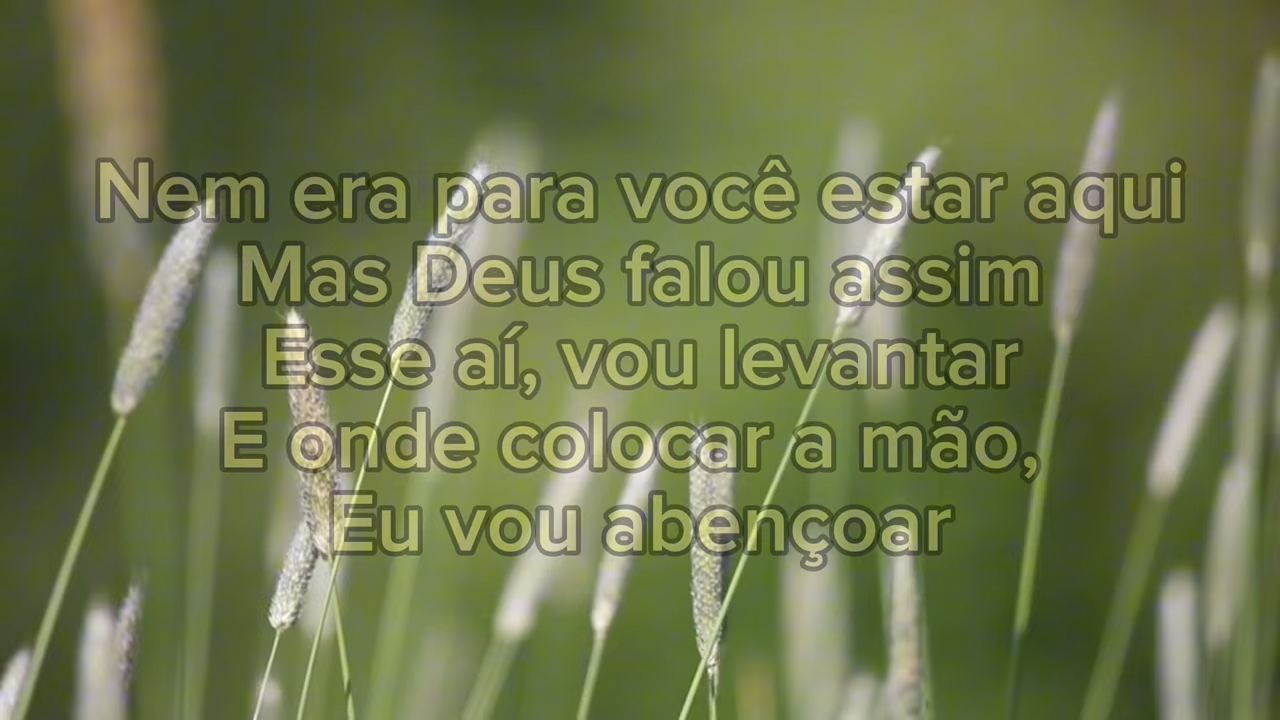 Nem era para você estar aqui
Mas Deus falou assim
Esse aí, vou levantar
E onde colocar a mão,
Eu vou abençoar